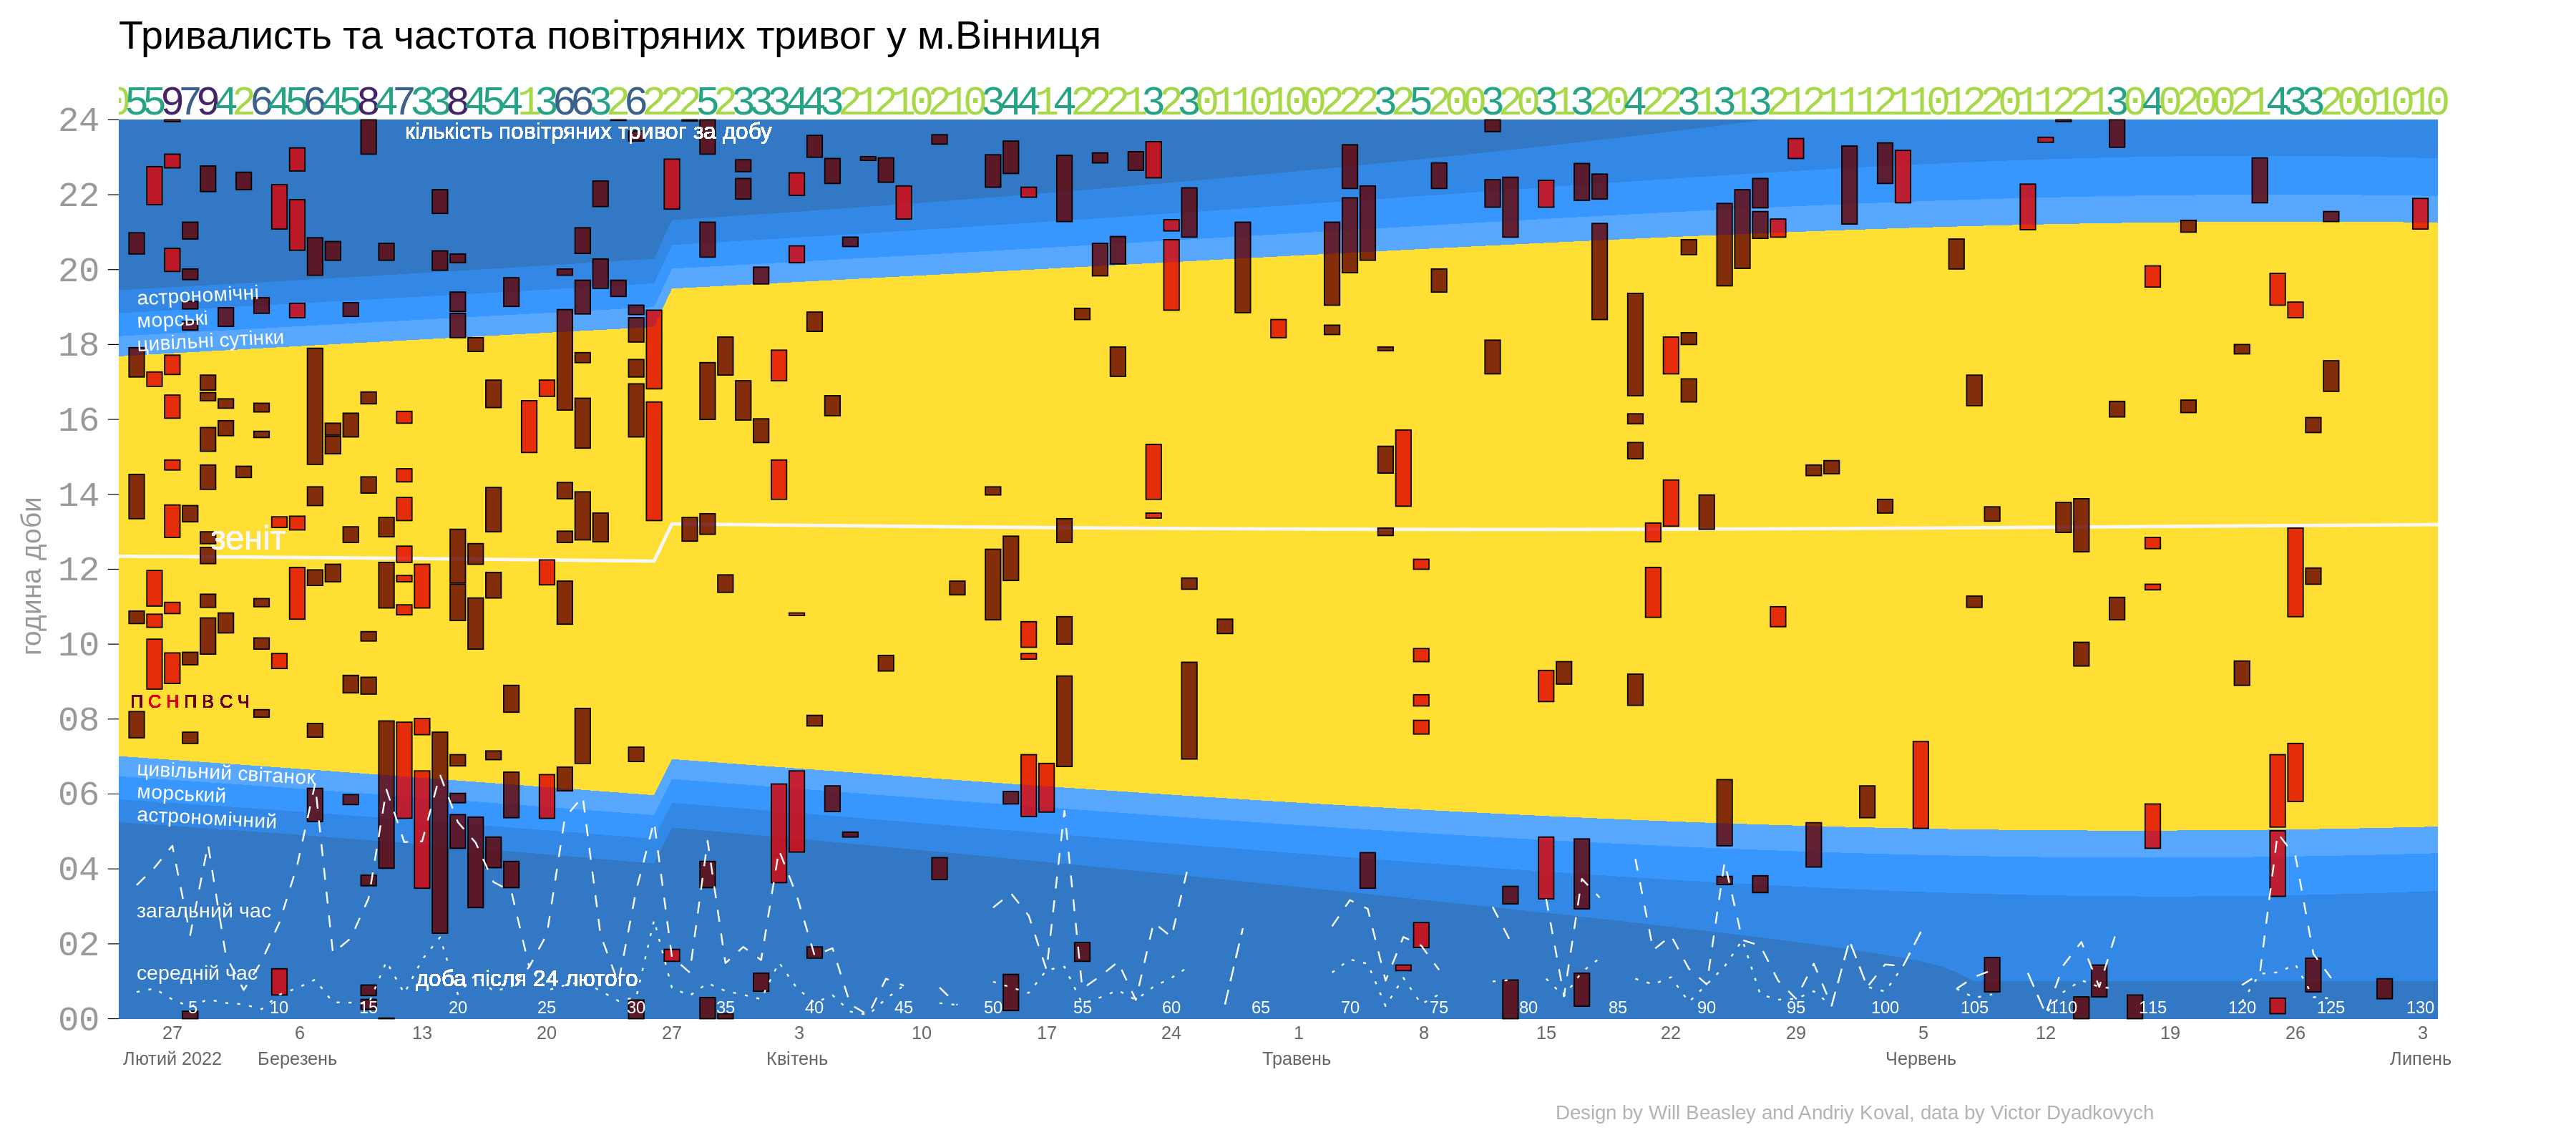 Тривалисть та частота повітряних тривог у м.Вінниця
кількість повітряних тривог за добу
24
22
20
18
16
14
12
10
08
06
04
02
00
година доби
астрономічні
морські
цивільні сутінки
зеніт
П С Н П В С Ч
цивільний світанок
морський
астрономічний
загальний час
середній час
доба після 24 лютого
5 10 15 20 25 30 35 40 45 50 55 60 65 70 75 80 85 90 95 100 105 110 115 120 125 130
27 6 13 20 27 3 10 17 24 1 8 15 22 29 5 12 19 26 3
Лютий 2022 Березень Квітень Травень Червень Липень
Design by Will Beasley and Andriy Koval, data by Victor Dyadkovych